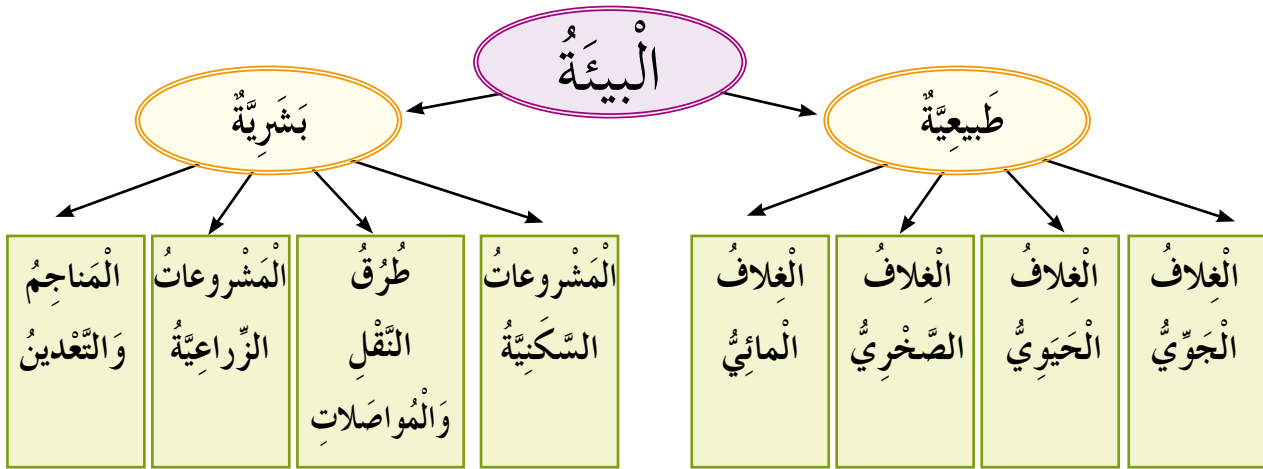 الْبيئَةُ
طَبيعِيَّةٌ
بَشَرِيَّةٌ
الْغِلافُ
الْجَوِّيُّ
الْغِلافُ
الْحَيَوِيُّ
الْغِلافُ
الصَّخْرِيُّ
الْغِلافُ
الْمائِيُّ
الْمَشْروعاتُ
السَّكَنِيَّةُ
طُرُقُ
النَّقْلِ
وَالْمُواصَلاتِ
الْمَشْروعاتُ
الزِّراعِيَّةُ
الْمَناجِمُ
وَالتَّعْدينُ